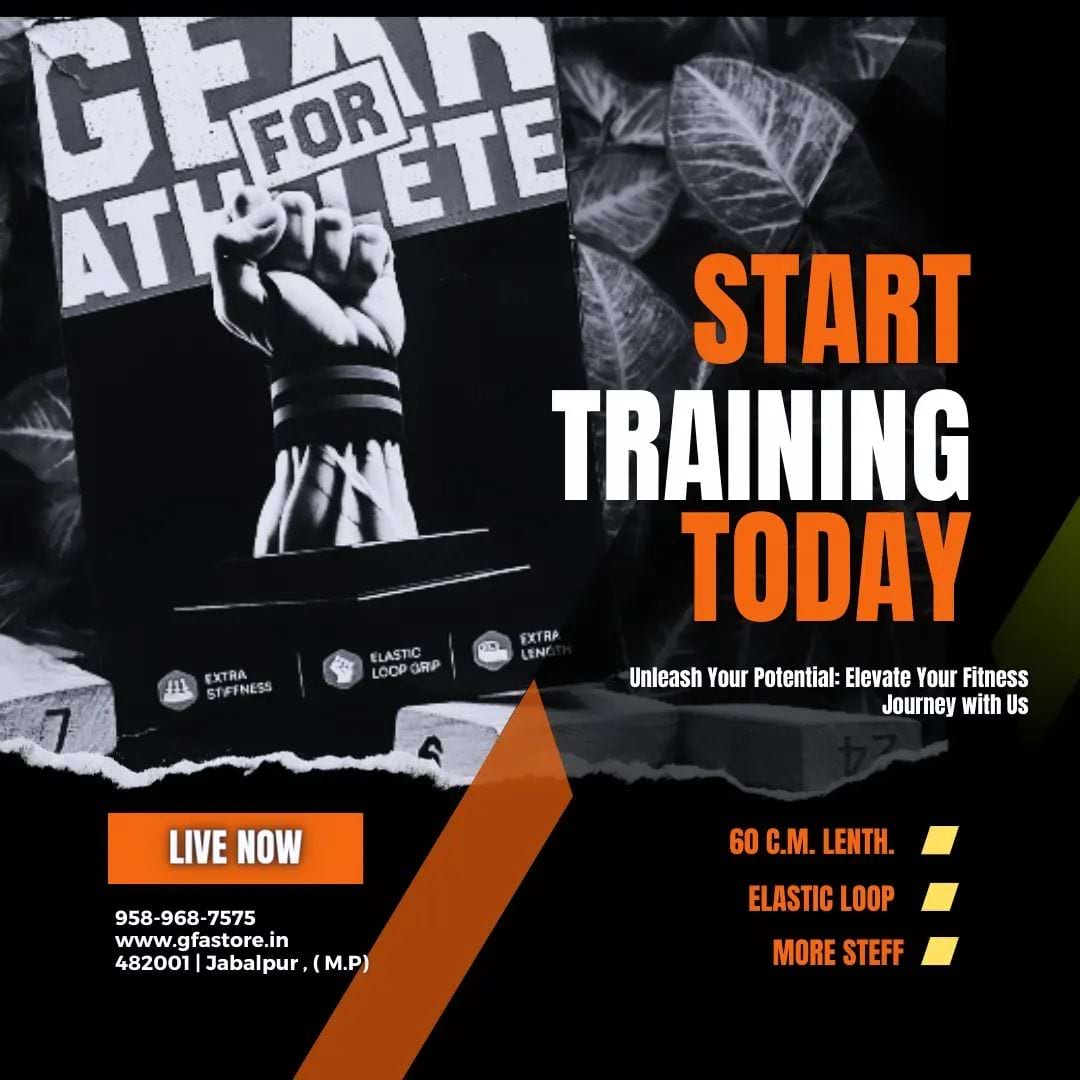 GEAR
FOR
ATHLETE
START
TRAINING
TODAY
EXTRA
STIFFNESS
ELASTIC
LOOP GRIP
EXTRA
LENGTH
Unleash Your Potential: Elevate Your Fitness
Journey with Us
7
6
24
LIVE NOW
958-968-7575
www.gfastore.in
482001 | Jabalpur , ( M.P)
60 C.M. LENTH.
ELASTIC LOOP
MORE STEFF